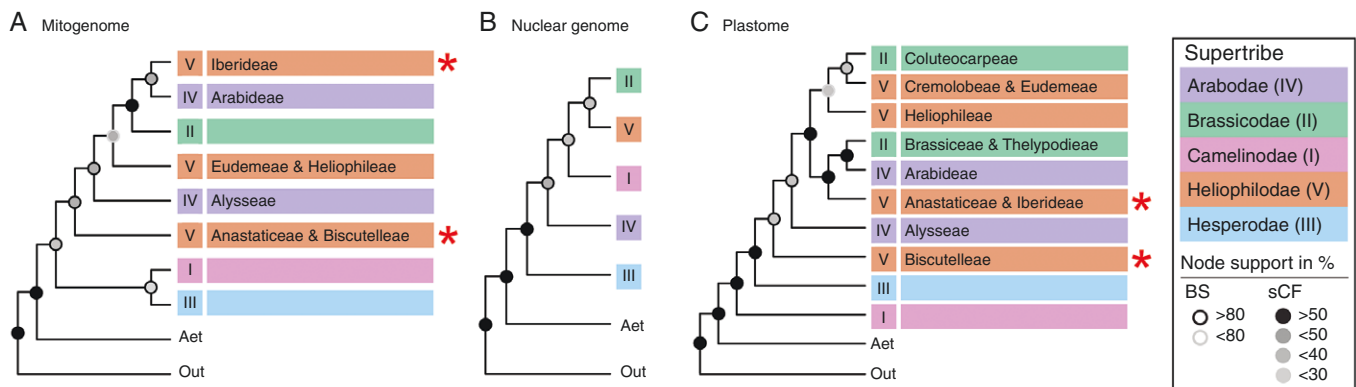 A Mitogenome
V Iberideae *
IV Arabideae
II
V Eudemeae & Heliophileae
IV Alysseae
V Anastaticeae & Biscutelleae *
I
III
Aet
Out
B Nuclear genome
II
V
I
IV
III
Aet
Out
C Plastome
II Coluteocarpeae
V Cremolobeae & Eudemeae
V Heliophileae
II Brassiceae & Thelypodieae
IV Arabideae
V Anastaticeae & Iberideae *
IV Alysseae
V Biscutelleae *
III
I
Aet
Out
Supertribe
Arabodae (IV)
Brassicodae (II)
Camelinodae (I)
Heliophilodae (V)
Hesperodae (III)
Node support in %
BS sCF
>80 >50
<80 <50
<40
<30